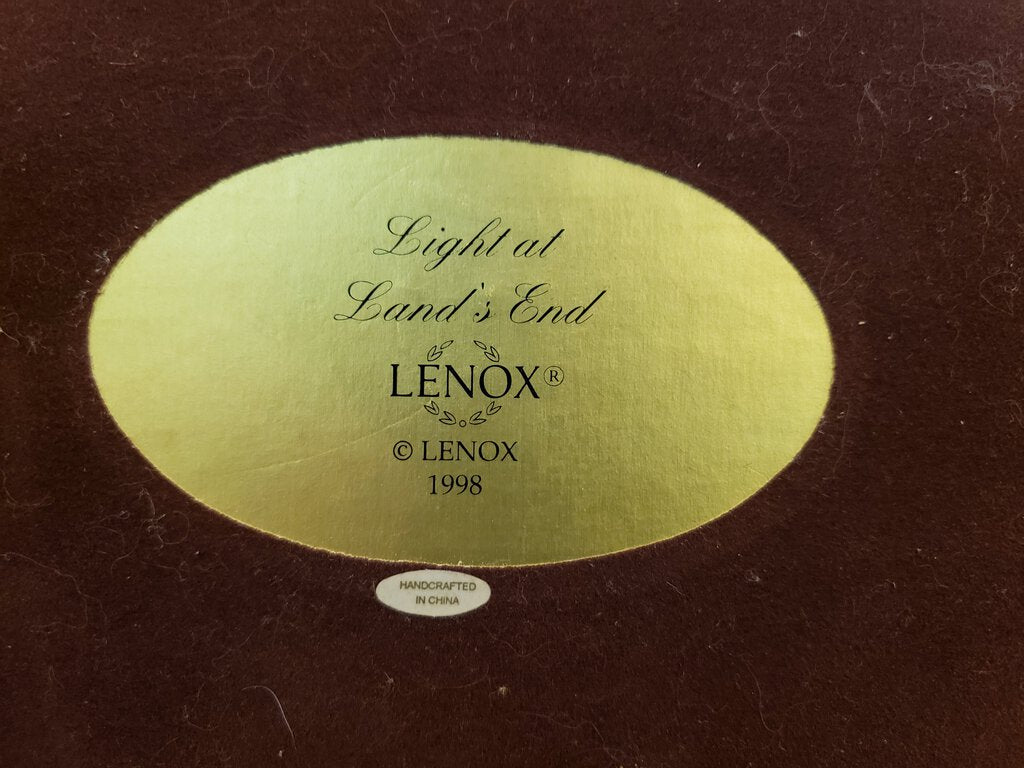 Light at
Land's End
LENOX®
© LENOX
1998
HANDCRAFTED
IN CHINA